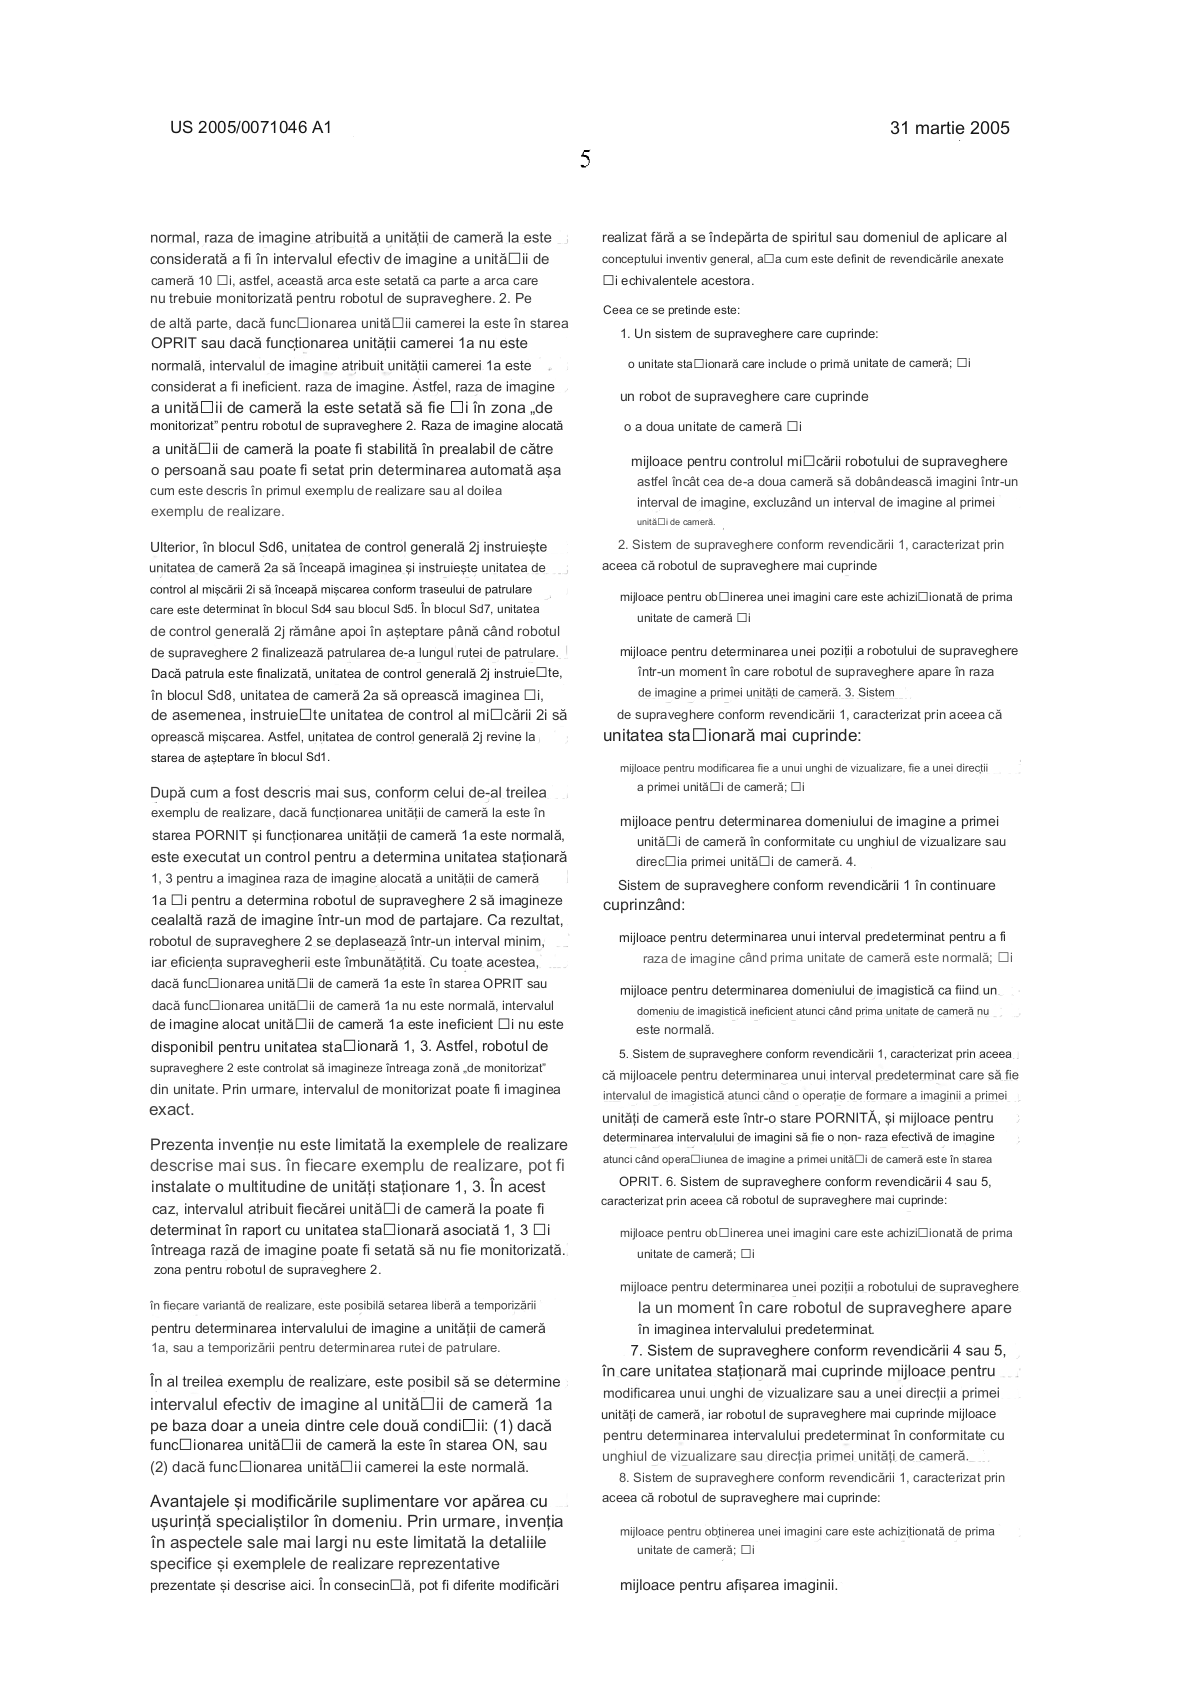 US 2005/0071046 A1
31 martie 2005
5
normal, raza de imagine atribuită a unității de cameră la este
considerată a fi în intervalul efectiv de imagine a unită□ii de
cameră 10 □i, astfel, această arca este setată ca parte a arca care
nu trebuie monitorizată pentru robotul de supraveghere. 2. Pe
de altă parte, dacă func□ionarea unită□ii camerei la este în starea
OPRIT sau dacă funcționarea unității camerei 1a nu este
normală, intervalul de imagine atribuit unității camerei 1a este
considerat a fi ineficient. raza de imagine. Astfel, raza de imagine
a unită□ii de cameră la este setată să fie □i în zona „de
monitorizat” pentru robotul de supraveghere 2. Raza de imagine alocată
a unită□ii de cameră la poate fi stabilită în prealabil de către
o persoană sau poate fi setat prin determinarea automată așa
cum este descris în primul exemplu de realizare sau al doilea
exemplu de realizare.
Ulterior, în blocul Sd6, unitatea de control generală 2j instruiește
unitatea de cameră 2a să înceapă imaginea și instruiește unitatea de
control al mișcării 2i să înceapă mișcarea conform traseului de patrulare
care este determinat în blocul Sd4 sau blocul Sd5. În blocul Sd7, unitatea
de control generală 2j rămâne apoi în așteptare până când robotul
de supraveghere 2 finalizează patrularea de-a lungul rutei de patrulare.
Dacă patrula este finalizată, unitatea de control generală 2j instruie□te,
în blocul Sd8, unitatea de cameră 2a să oprească imaginea □i,
de asemenea, instruie□te unitatea de control al mi□cării 2i să
oprească mișcarea. Astfel, unitatea de control generală 2j revine la
starea de așteptare în blocul Sd1.
După cum a fost descris mai sus, conform celui de-al treilea
exemplu de realizare, dacă funcționarea unității de cameră la este în
starea PORNIT și funcționarea unității de cameră 1a este normală,
este executat un control pentru a determina unitatea staționară
1, 3 pentru a imaginea raza de imagine alocată a unității de cameră
1a □i pentru a determina robotul de supraveghere 2 să imagineze
cealaltă rază de imagine într-un mod de partajare. Ca rezultat,
robotul de supraveghere 2 se deplasează într-un interval minim,
iar eficiența supravegherii este îmbunătățită. Cu toate acestea,
dacă func□ionarea unită□ii de cameră 1a este în starea OPRIT sau
dacă func□ionarea unită□ii de cameră 1a nu este normală, intervalul
de imagine alocat unită□ii de cameră 1a este ineficient □i nu este
disponibil pentru unitatea sta□ionară 1, 3. Astfel, robotul de
supraveghere 2 este controlat să imagineze întreaga zonă „de monitorizat”
din unitate. Prin urmare, intervalul de monitorizat poate fi imaginea
exact.
Prezenta invenție nu este limitată la exemplele de realizare
descrise mai sus. în fiecare exemplu de realizare, pot fi
instalate o multitudine de unități staționare 1, 3. În acest
caz, intervalul atribuit fiecărei unită□i de cameră la poate fi
determinat în raport cu unitatea sta□ionară asociată 1, 3 □i
întreaga rază de imagine poate fi setată să nu fie monitorizată.
zona pentru robotul de supraveghere 2.
în fiecare variantă de realizare, este posibilă setarea liberă a temporizării
pentru determinarea intervalului de imagine a unității de cameră
1a, sau a temporizării pentru determinarea rutei de patrulare.
În al treilea exemplu de realizare, este posibil să se determine
intervalul efectiv de imagine al unită□ii de cameră 1a
pe baza doar a uneia dintre cele două condi□ii: (1) dacă
func□ionarea unită□ii de cameră la este în starea ON, sau
(2) dacă func□ionarea unită□ii camerei la este normală.
Avantajele și modificările suplimentare vor apărea cu
ușurință specialiștilor în domeniu. Prin urmare, invenția
în aspectele sale mai largi nu este limitată la detaliile
specifice și exemplele de realizare reprezentative
prezentate și descrise aici. În consecin□ă, pot fi diferite modificări
realizat fără a se îndepărta de spiritul sau domeniul de aplicare al
conceptului inventiv general, a□a cum este definit de revendicările anexate
□i echivalentele acestora.
Ceea ce se pretinde este:
1. Un sistem de supraveghere care cuprinde:
o unitate sta□ionară care include o primă unitate de cameră; □i
un robot de supraveghere care cuprinde
o a doua unitate de cameră □i
mijloace pentru controlul mi□cării robotului de supraveghere
astfel încât cea de-a doua cameră să dobândească imagini într-un
interval de imagine, excluzând un interval de imagine al primei
unită□i de cameră.
2. Sistem de supraveghere conform revendicării 1, caracterizat prin
aceea că robotul de supraveghere mai cuprinde
mijloace pentru ob□inerea unei imagini care este achizi□ionată de prima
unitate de cameră □i
mijloace pentru determinarea unei poziții a robotului de supraveghere
într-un moment în care robotul de supraveghere apare în raza
de imagine a primei unități de cameră. 3. Sistem
de supraveghere conform revendicării 1, caracterizat prin aceea că
unitatea sta□ionară mai cuprinde:
mijloace pentru modificarea fie a unui unghi de vizualizare, fie a unei direcții
a primei unită□i de cameră; □i
mijloace pentru determinarea domeniului de imagine a primei
unită□i de cameră în conformitate cu unghiul de vizualizare sau
direc□ia primei unită□i de cameră. 4.
Sistem de supraveghere conform revendicării 1 în continuare
cuprinzând:
mijloace pentru determinarea unui interval predeterminat pentru a fi
raza de imagine când prima unitate de cameră este normală; □i
mijloace pentru determinarea domeniului de imagistică ca fiind un
domeniu de imagistică ineficient atunci când prima unitate de cameră nu
este normală.
5. Sistem de supraveghere conform revendicării 1, caracterizat prin aceea
că mijloacele pentru determinarea unui interval predeterminat care să fie
intervalul de imagistică atunci când o operație de formare a imaginii a primei
unități de cameră este într-o stare PORNITĂ, și mijloace pentru
determinarea intervalului de imagini să fie o non- raza efectivă de imagine
atunci când opera□iunea de imagine a primei unită□i de cameră este în starea
OPRIT. 6. Sistem de supraveghere conform revendicării 4 sau 5,
caracterizat prin aceea că robotul de supraveghere mai cuprinde:
mijloace pentru ob□inerea unei imagini care este achizi□ionată de prima
unitate de cameră; □i
mijloace pentru determinarea unei poziții a robotului de supraveghere
la un moment în care robotul de supraveghere apare
în imaginea intervalului predeterminat.
7. Sistem de supraveghere conform revendicării 4 sau 5,
în care unitatea staționară mai cuprinde mijloace pentru
modificarea unui unghi de vizualizare sau a unei direcții a primei
unități de cameră, iar robotul de supraveghere mai cuprinde mijloace
pentru determinarea intervalului predeterminat în conformitate cu
unghiul de vizualizare sau direcția primei unități de cameră.
8. Sistem de supraveghere conform revendicării 1, caracterizat prin
aceea că robotul de supraveghere mai cuprinde:
mijloace pentru obținerea unei imagini care este achiziționată de prima
unitate de cameră; □i
mijloace pentru afișarea imaginii.